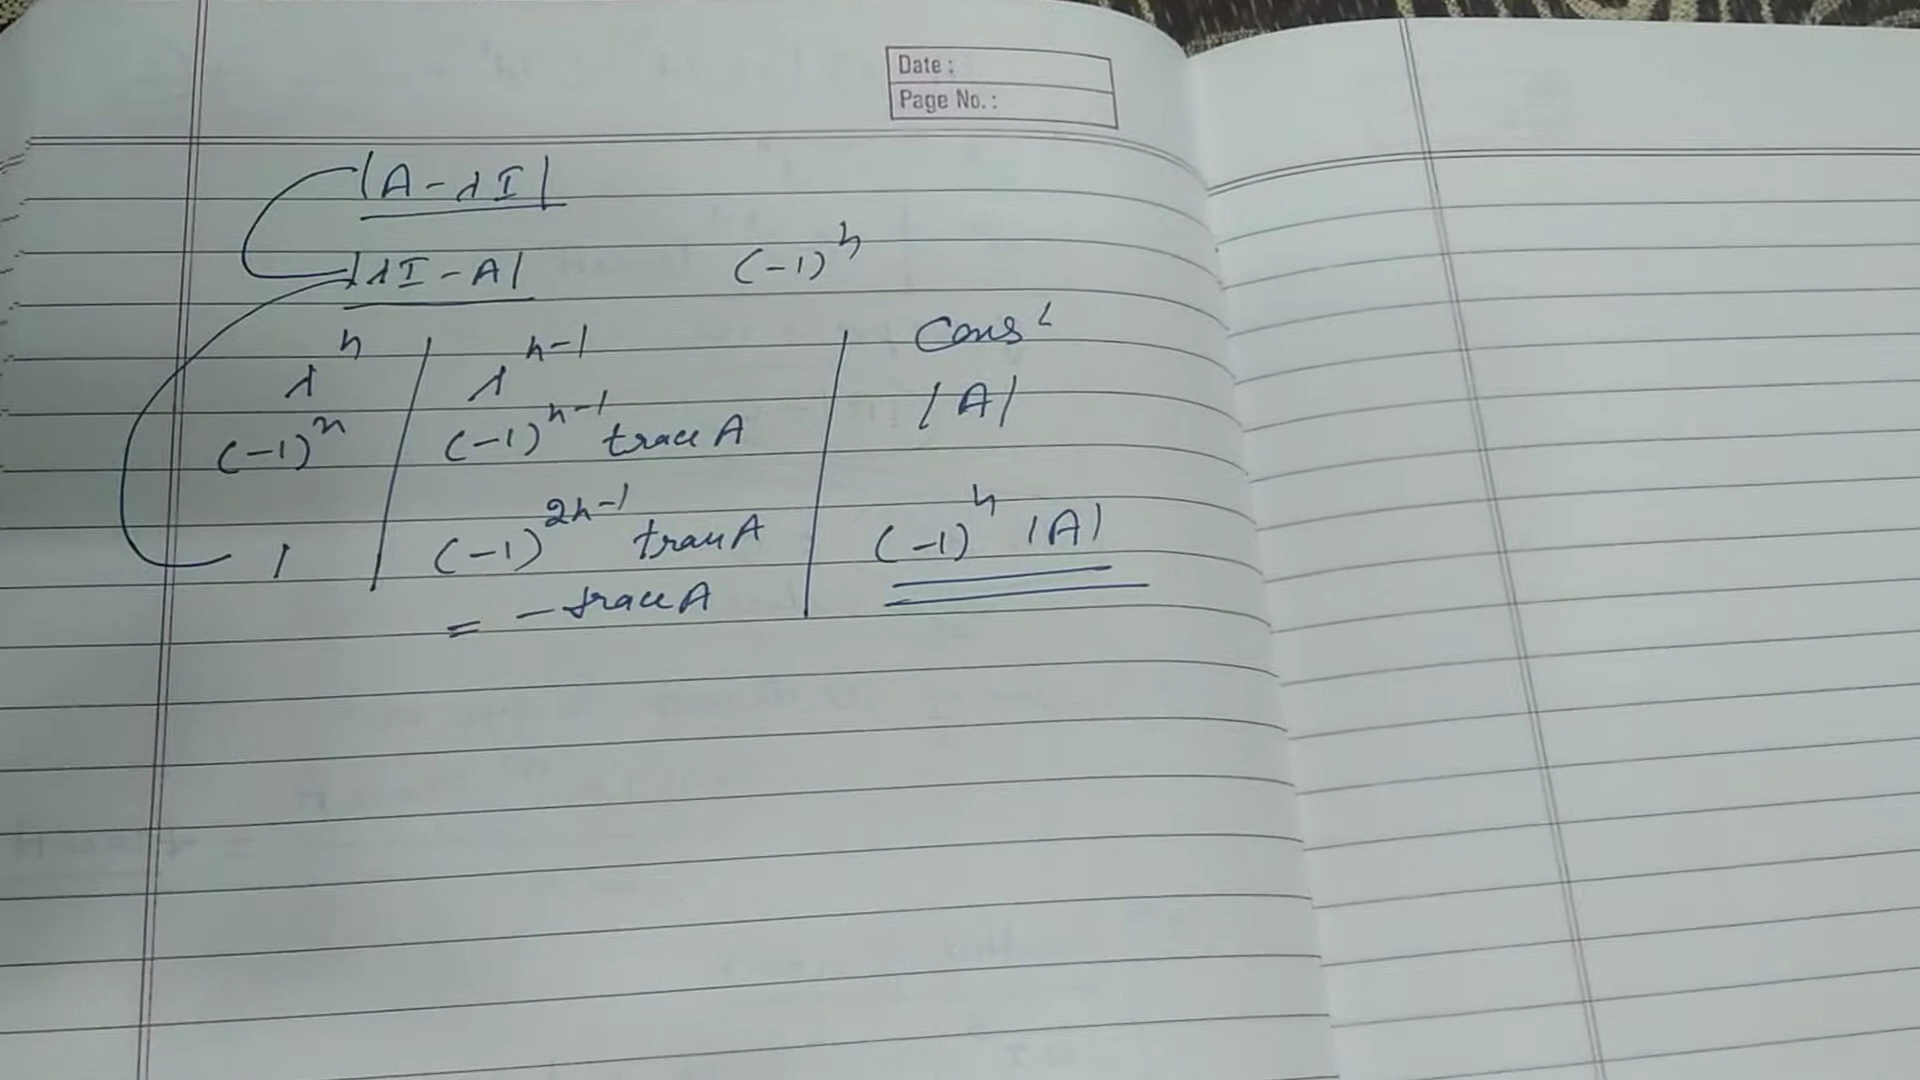 Date :
Page No. :
|A - λI|
|λI - A| (-1)^n
λ^n | λ^{n-1} | Cons^t
(-1)^n | (-1)^{n-1} trace A | |A|
1 | (-1)^{2n-1} trace A | (-1)^n |A|
= - trace A